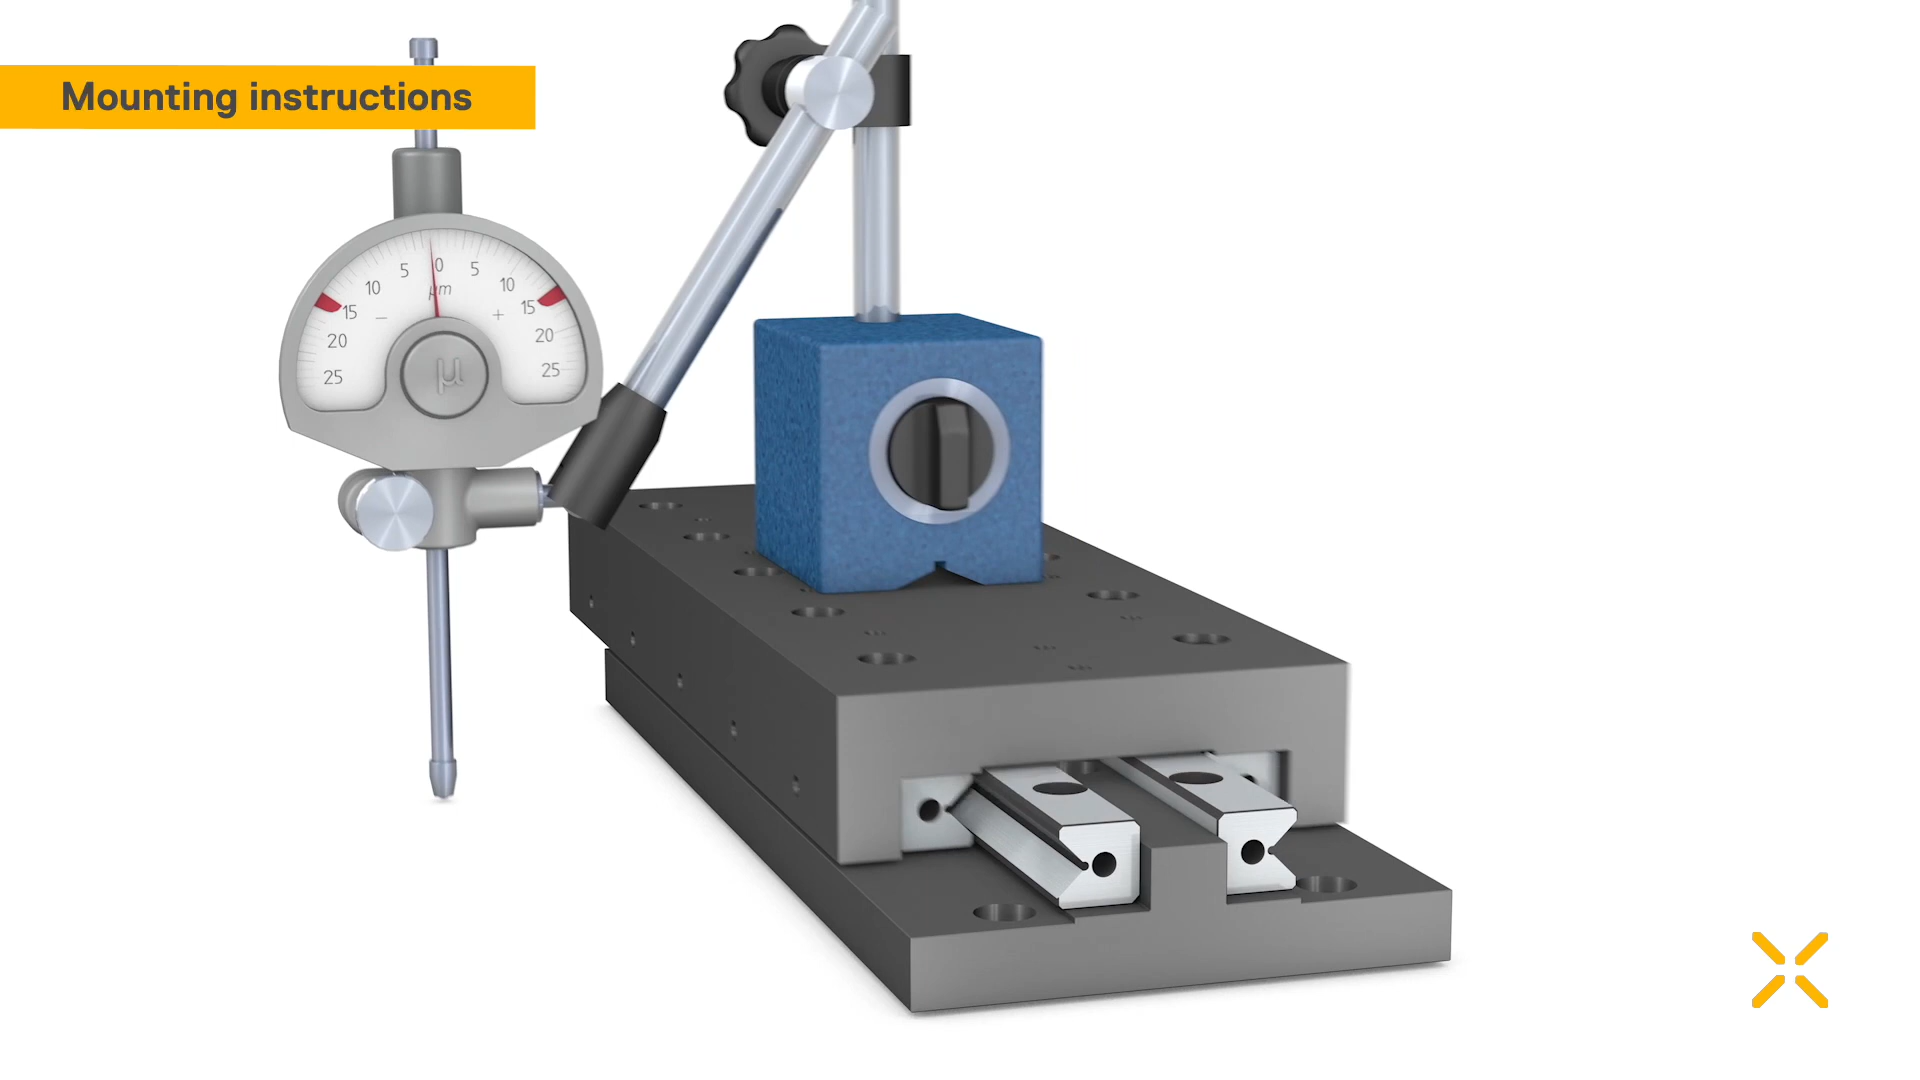 Mounting instructions
5 0 5
10 10
µm
15 − + 15
20 20
25 25
µ